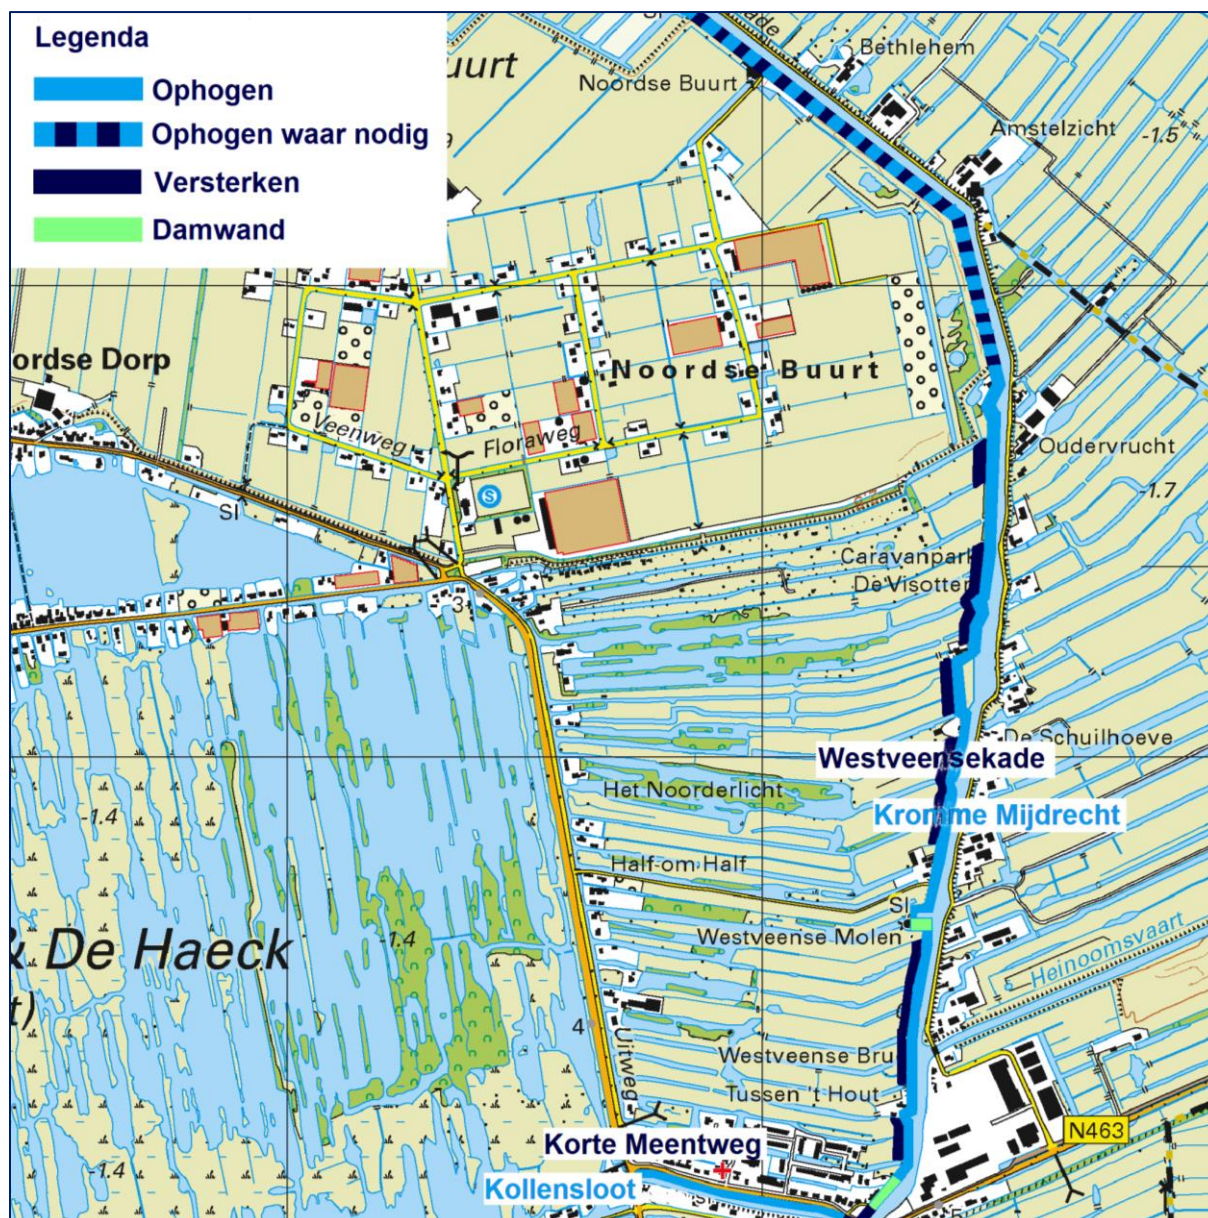 Legenda
Ophogen
Ophogen waar nodig
Versterken
Damwand
uurt
Noordse Buurt
Bethlehem
Amstelzicht
-1.5
ordse Dorp
Noordse Buurt
Veenweg
Floraweg
S
Oudervrucht
-1.7
SI
Caravanpark
De Visotter
3
De Schuilhoeve
Westveensekade
Het Noorderlicht
Kromme Mijdrecht
-1.4
Half om Half
SI
Westveense Molen
& De Haeck
-1.4
Heinoomsvaart
t)
4
Uitweg
Westveense Bru
Tussen 't Hout
N463
Korte Meentweg
-1.4
Kollensloot
5